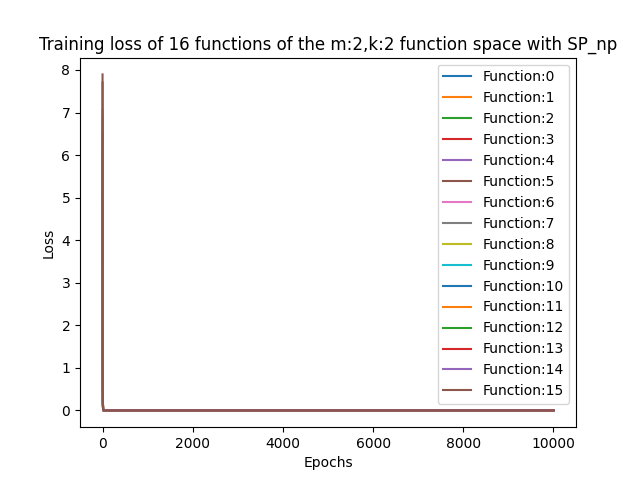 Training loss of 16 functions of the m:2,k:2 function space with SP_np
8
7
6
5
4
3
2
1
0
Loss
Function:0
Function:1
Function:2
Function:3
Function:4
Function:5
Function:6
Function:7
Function:8
Function:9
Function:10
Function:11
Function:12
Function:13
Function:14
Function:15
0 2000 4000 6000 8000 10000
Epochs